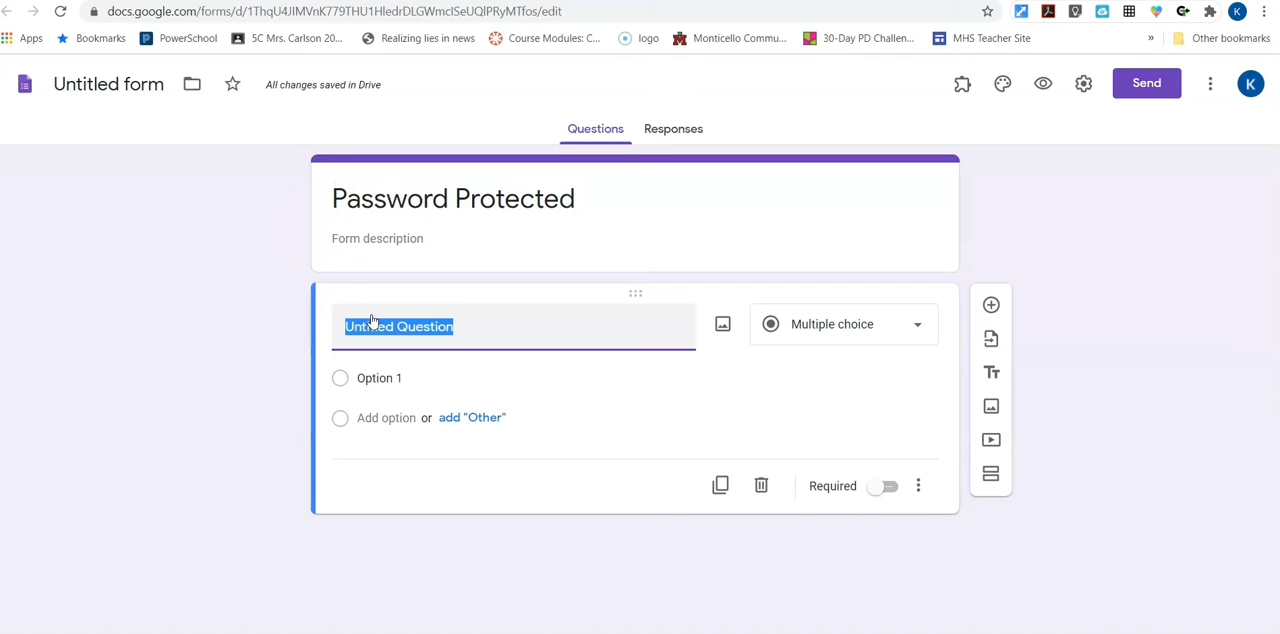 docs.google.com/forms/d/1ThqU4JIMVnK779THU1HledrDLGWmclSeUQlPRyMTfos/edit
K
Apps Bookmarks PowerSchool 5C Mrs. Carlson 20... Realizing lies in news Course Modules: C... logo Monticello Commu... 30-Day PD Challen... MHS Teacher Site » Other bookmarks
Untitled form All changes saved in Drive Send K
Questions Responses
Password Protected
Form description
Untitled Question Multiple choice
Option 1
Tт
Add option or add "Other"
Required